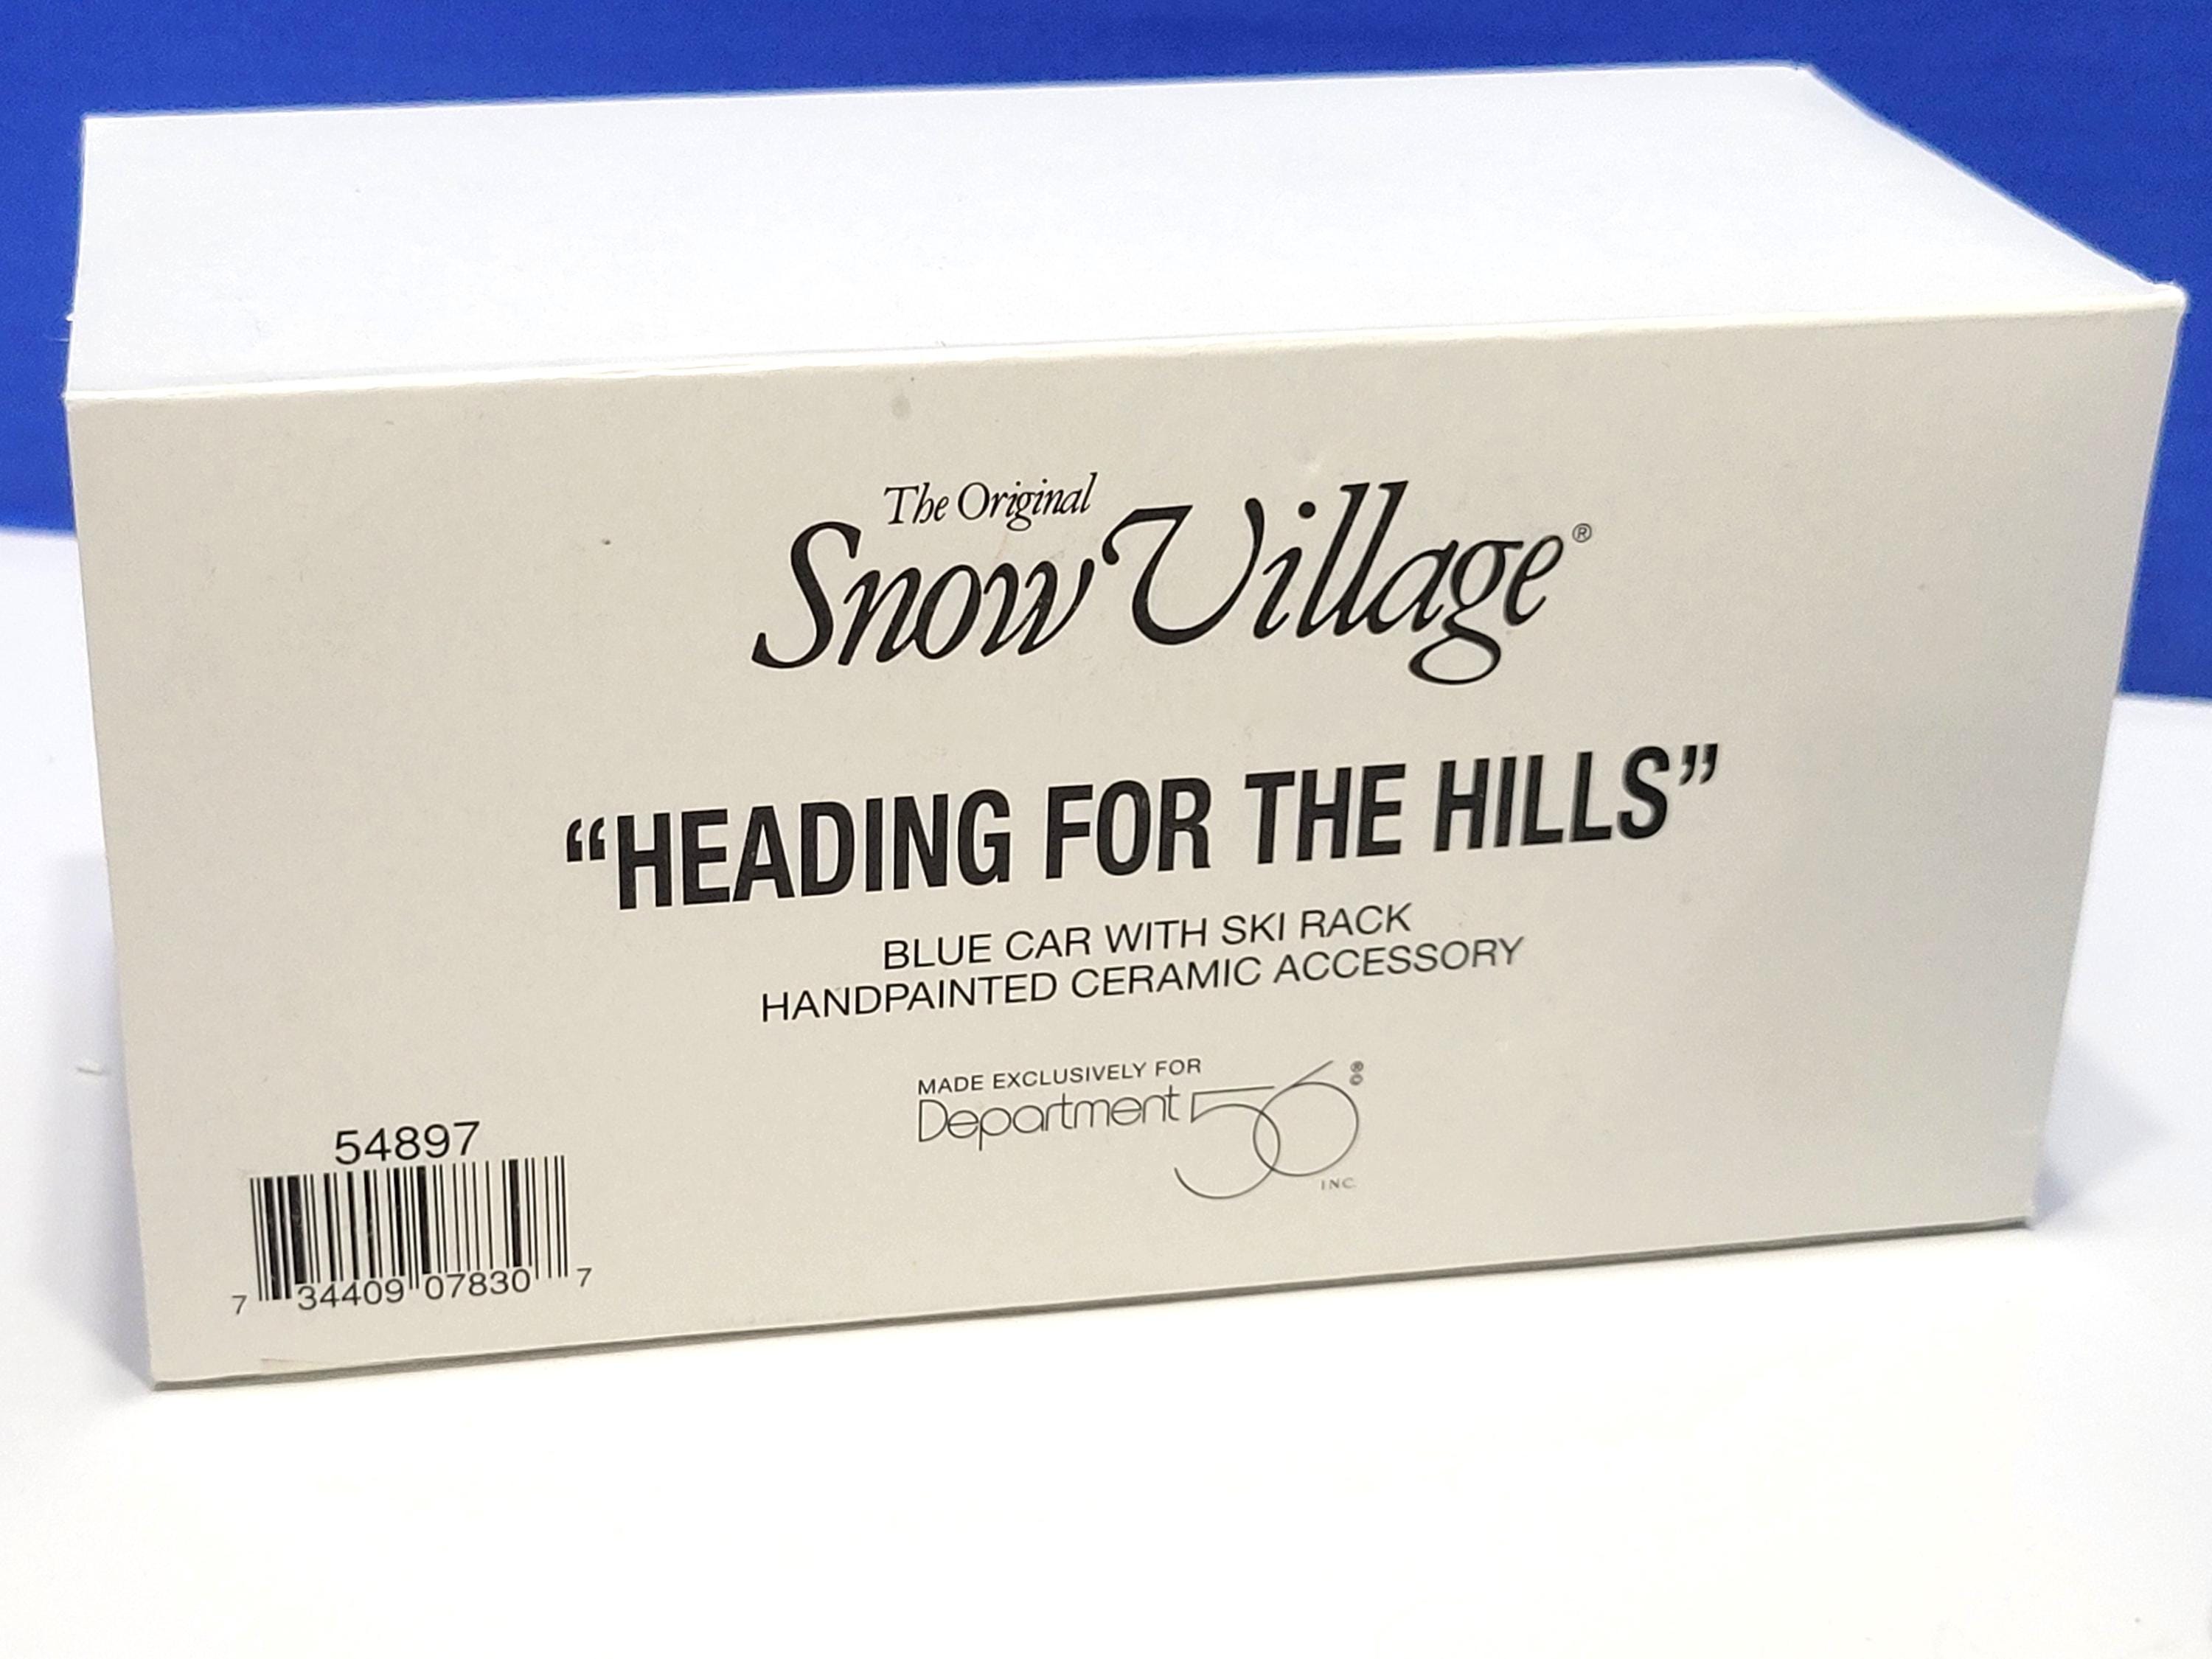 The Original
Snow Village®
“HEADING FOR THE HILLS”
BLUE CAR WITH SKI RACK
HANDPAINTED CERAMIC ACCESSORY
MADE EXCLUSIVELY FOR
Department 56 ®©
INC.
54897
7 34409 07830 7